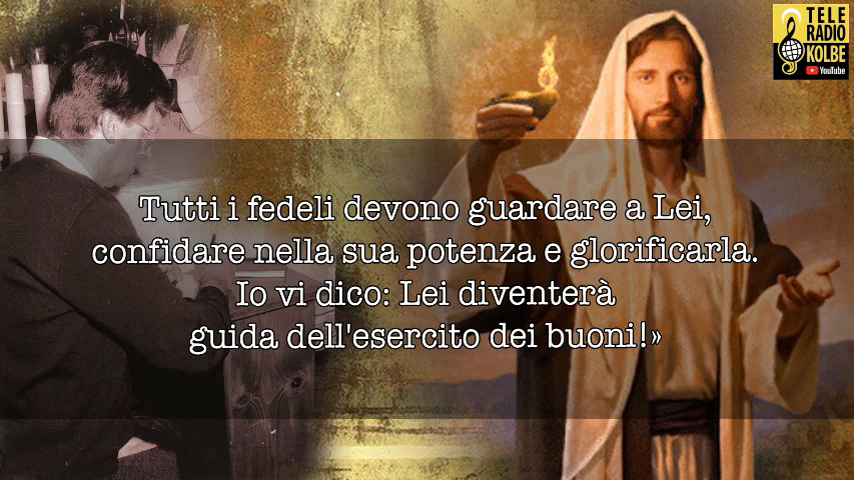 TELE
RADIO
KOLBE
YouTube
Tutti i fedeli devono guardare a Lei,
confidare nella sua potenza e glorificarla.
Io vi dico: Lei diventerà
guida dell'esercito dei buoni!»